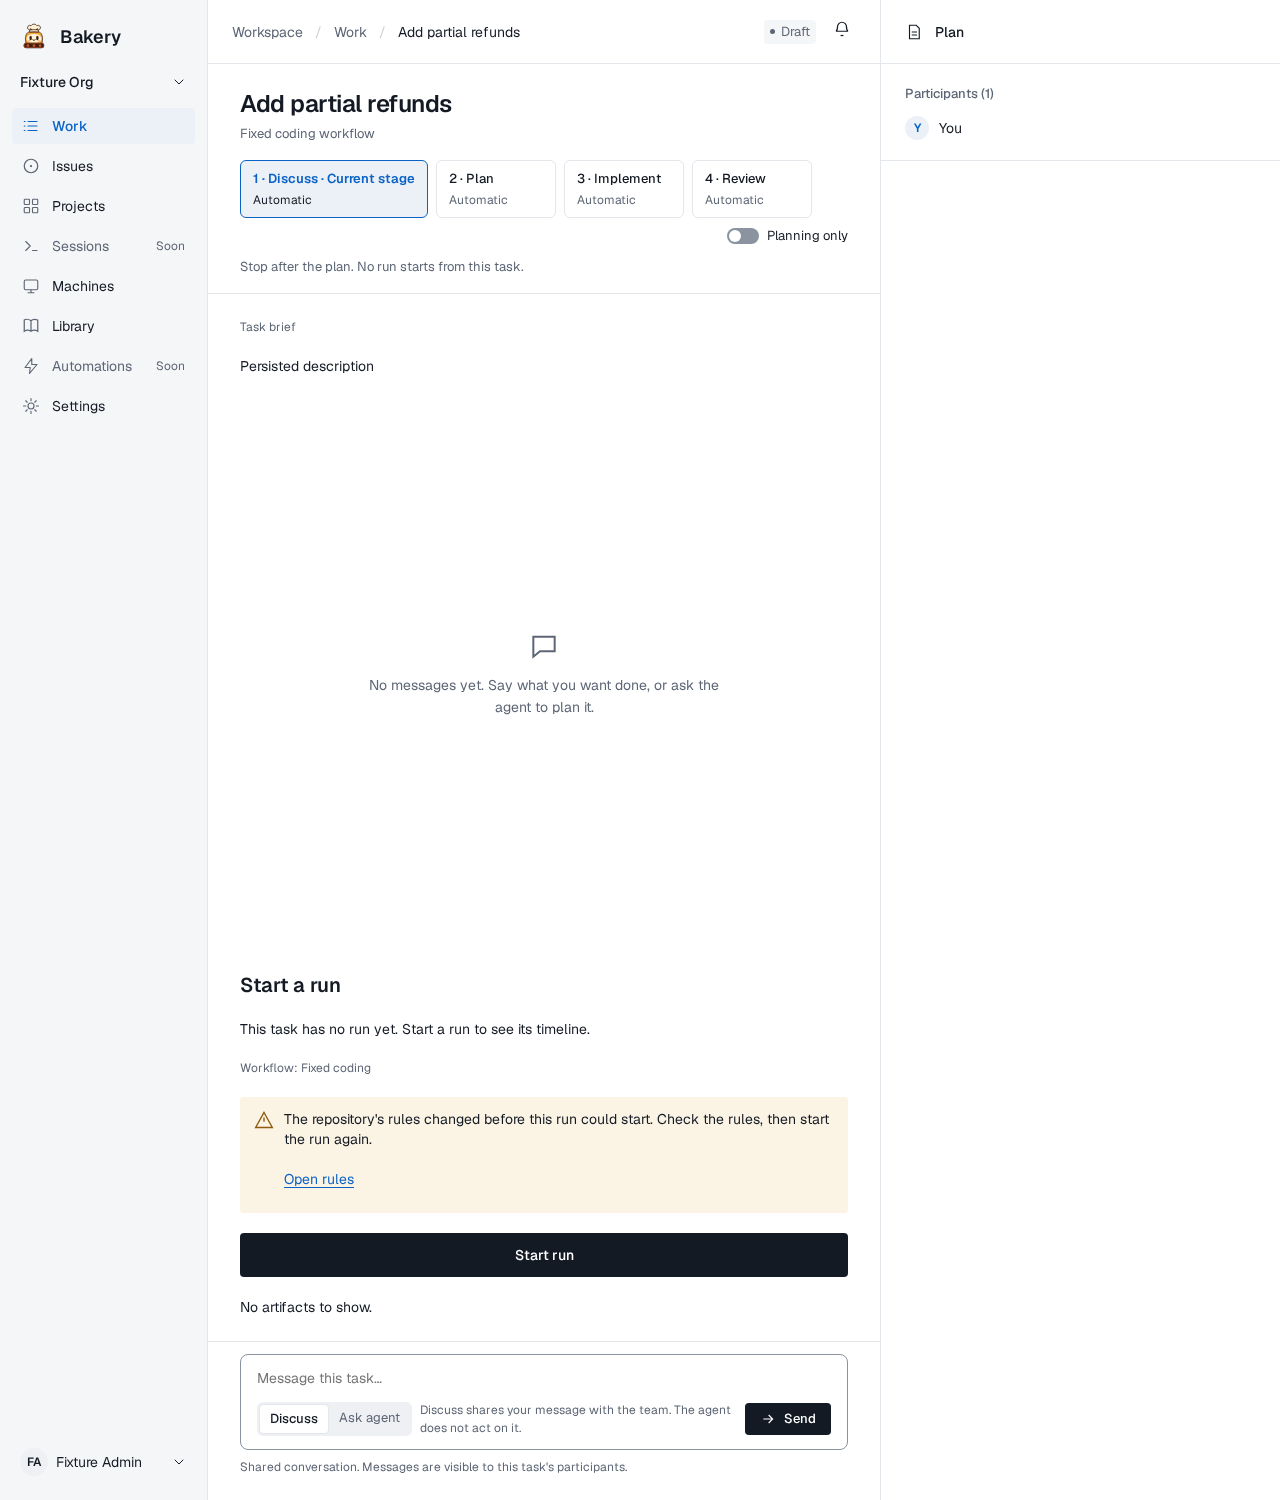 Bakery
Fixture Org
Work
Issues
Projects
Sessions Soon
Machines
Library
Automations Soon
Settings
FA Fixture Admin
Workspace / Work / Add partial refunds
Draft
Add partial refunds
Fixed coding workflow
1 · Discuss · Current stage
Automatic
2 · Plan
Automatic
3 · Implement
Automatic
4 · Review
Automatic
Planning only
Stop after the plan. No run starts from this task.
Task brief
Persisted description
No messages yet. Say what you want done, or ask the
agent to plan it.
Start a run
This task has no run yet. Start a run to see its timeline.
Workflow: Fixed coding
The repository's rules changed before this run could start. Check the rules, then start
the run again.
Open rules
Start run
No artifacts to show.
Message this task...
Discuss
Ask agent
Discuss shares your message with the team. The agent
does not act on it.
Send
Shared conversation. Messages are visible to this task's participants.
Plan
Participants (1)
Y You